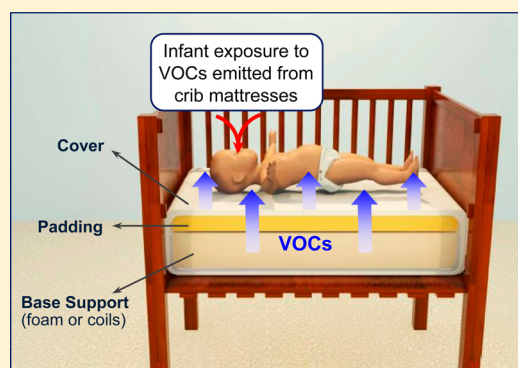 Infant exposure to
VOCs emitted from
crib mattresses
Cover
Padding
VOCs
Base Support
(foam or coils)